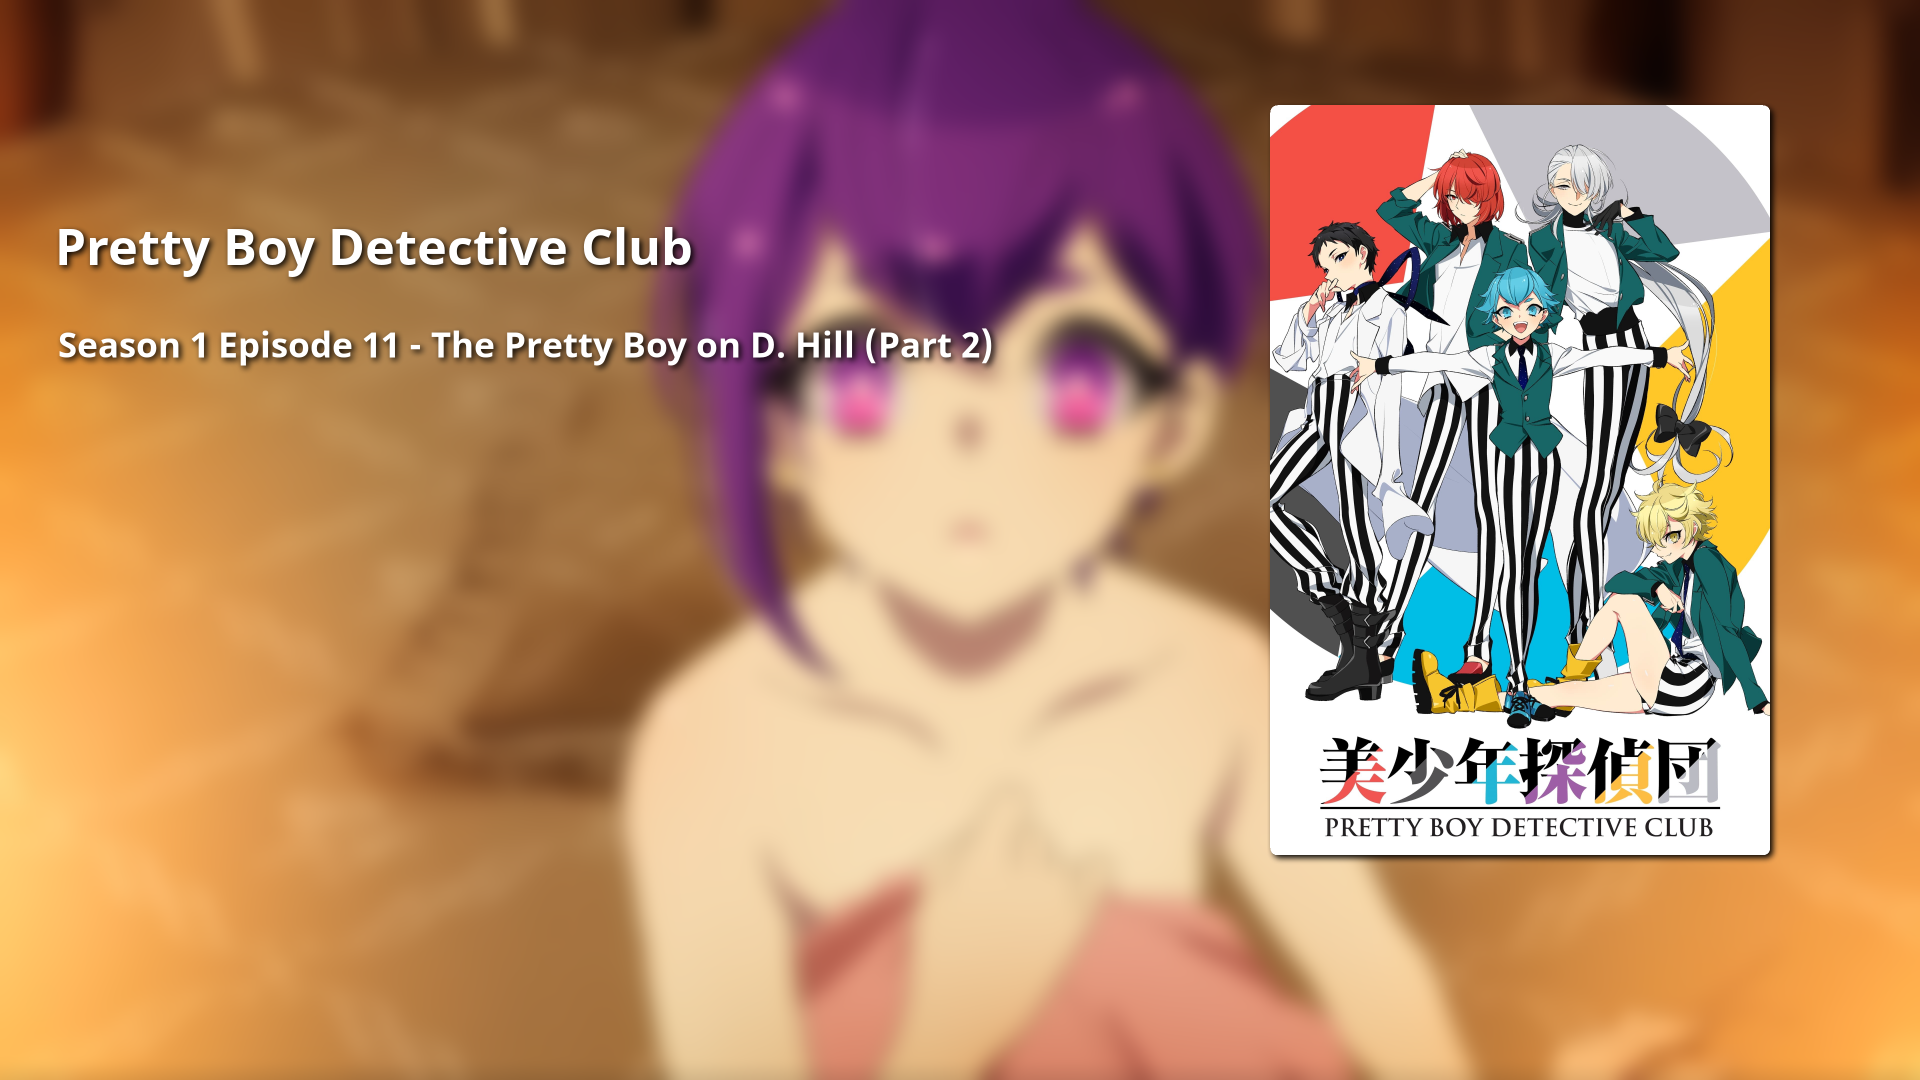 Pretty Boy Detective Club
Season 1 Episode 11 - The Pretty Boy on D. Hill (Part 2)
美少年探偵団
PRETTY BOY DETECTIVE CLUB